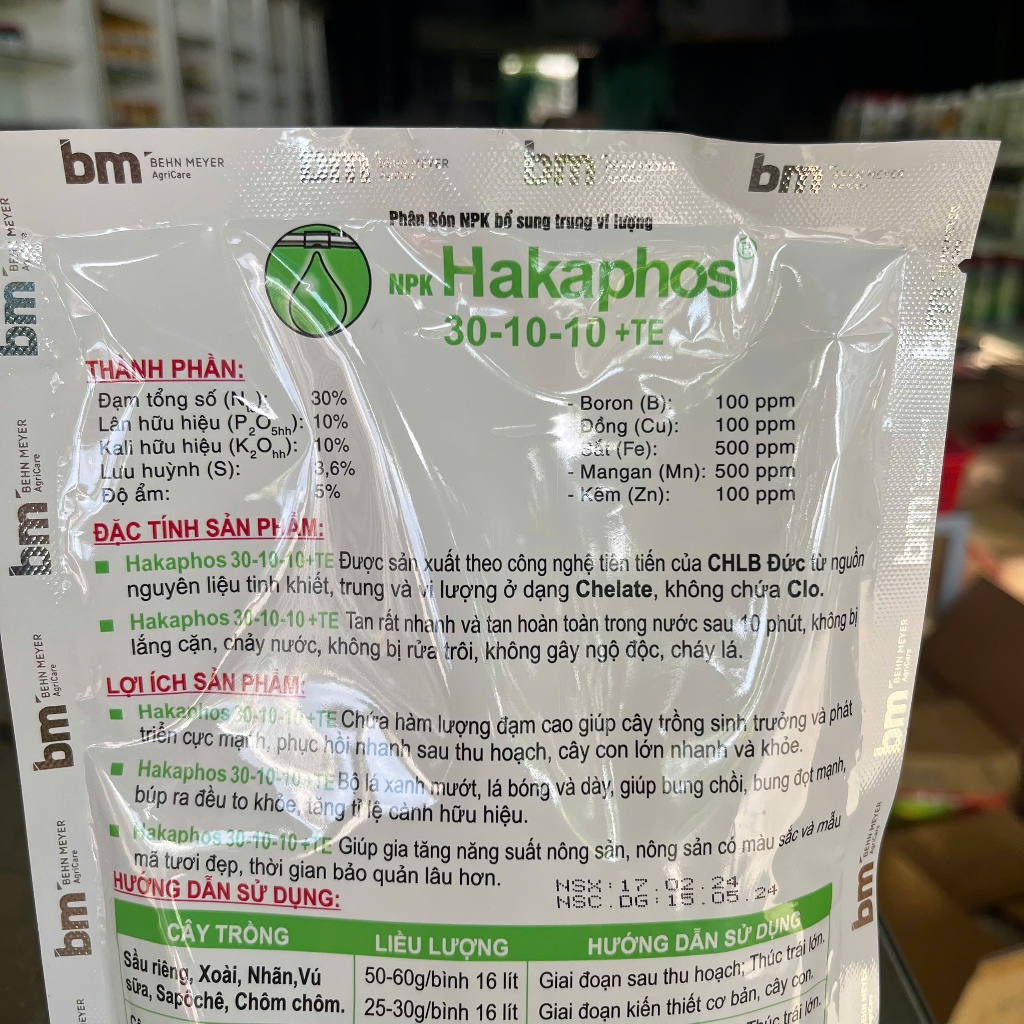 bm BEHN MEYER AgriCare
Phân Bón NPK bổ sung trung vi lượng
NPK Hakaphos®
30-10-10 +TE
THÀNH PHẦN:
Đạm tổng số (Nts): 30%
Lân hữu hiệu (P2O5hh): 10%
Kali hữu hiệu (K2Ohh): 10%
Lưu huỳnh (S): 3,6%
Độ ẩm: 5%
- Boron (B): 100 ppm
- Đồng (Cu): 100 ppm
- Sắt (Fe): 500 ppm
- Mangan (Mn): 500 ppm
- Kẽm (Zn): 100 ppm
ĐẶC TÍNH SẢN PHẨM:
Hakaphos 30-10-10+TE Được sản xuất theo công nghệ tiên tiến của CHLB Đức từ nguồn
nguyên liệu tinh khiết, trung và vi lượng ở dạng Chelate, không chứa Clo.
Hakaphos 30-10-10 +TE Tan rất nhanh và tan hoàn toàn trong nước sau 10 phút, không bị
lắng cặn, chảy nước, không bị rửa trôi, không gây ngộ độc, cháy lá.
LỢI ÍCH SẢN PHẨM:
Hakaphos 30-10-10 +TE Chứa hàm lượng đạm cao giúp cây trồng sinh trưởng và phát
triển cực mạnh, phục hồi nhanh sau thu hoạch, cây con lớn nhanh và khỏe.
Hakaphos 30-10-10 +TE Bộ lá xanh mướt, lá bóng và dày, giúp bung chồi, bung đọt mạnh,
búp ra đều to khỏe, tăng tỉ lệ cành hữu hiệu.
Hakaphos 30-10-10 +TE Giúp gia tăng năng suất nông sản, nông sản có màu sắc và mẫu
mã tươi đẹp, thời gian bảo quản lâu hơn.
NSX: 17.02.24
NSC.DG: 15.05.24
HƯỚNG DẪN SỬ DỤNG:
CÂY TRỒNG LIỀU LƯỢNG HƯỚNG DẪN SỬ DỤNG
Sầu riêng, Xoài, Nhãn,Vú
sữa, Sapôchê, Chôm chôm.
50-60g/bình 16 lít Giai đoạn sau thu hoạch; Thúc trái lớn.
25-30g/bình 16 lít Giai đoạn kiến thiết cơ bản, cây con.